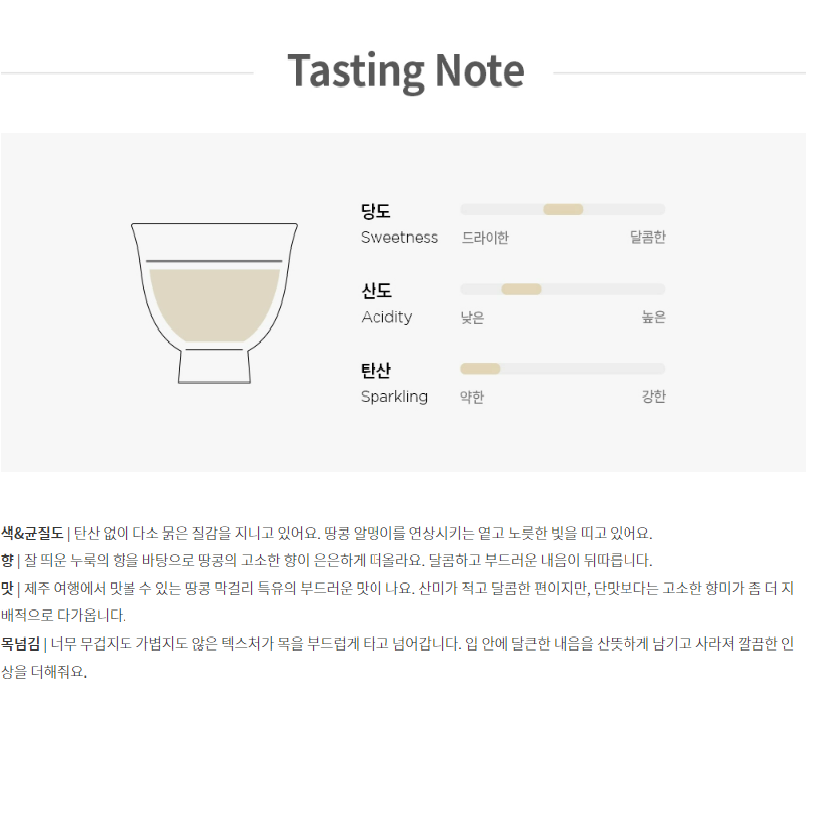 Tasting Note
당도
Sweetness 드라이한 달콤한
산도
Acidity 낮은 높은
탄산
Sparkling 약한 강한
색&균질도 | 탄산 없이 다소 묽은 질감을 지니고 있어요. 땅콩 알멩이를 연상시키는 옅고 노릇한 빛을 띠고 있어요.
향 | 잘 띄운 누룩의 향을 바탕으로 땅콩의 고소한 향이 은은하게 떠올라요. 달콤하고 부드러운 내음이 뒤따릅니다.
맛 | 제주 여행에서 맛볼 수 있는 땅콩 막걸리 특유의 부드러운 맛이 나요. 산미가 적고 달콤한 편이지만, 단맛보다는 고소한 향미가 좀 더 지
배적으로 다가옵니다.
목넘김 | 너무 무겁지도 가볍지도 않은 텍스처가 목을 부드럽게 타고 넘어갑니다. 입 안에 달큰한 내음을 산뜻하게 남기고 사라져 깔끔한 인
상을 더해줘요.